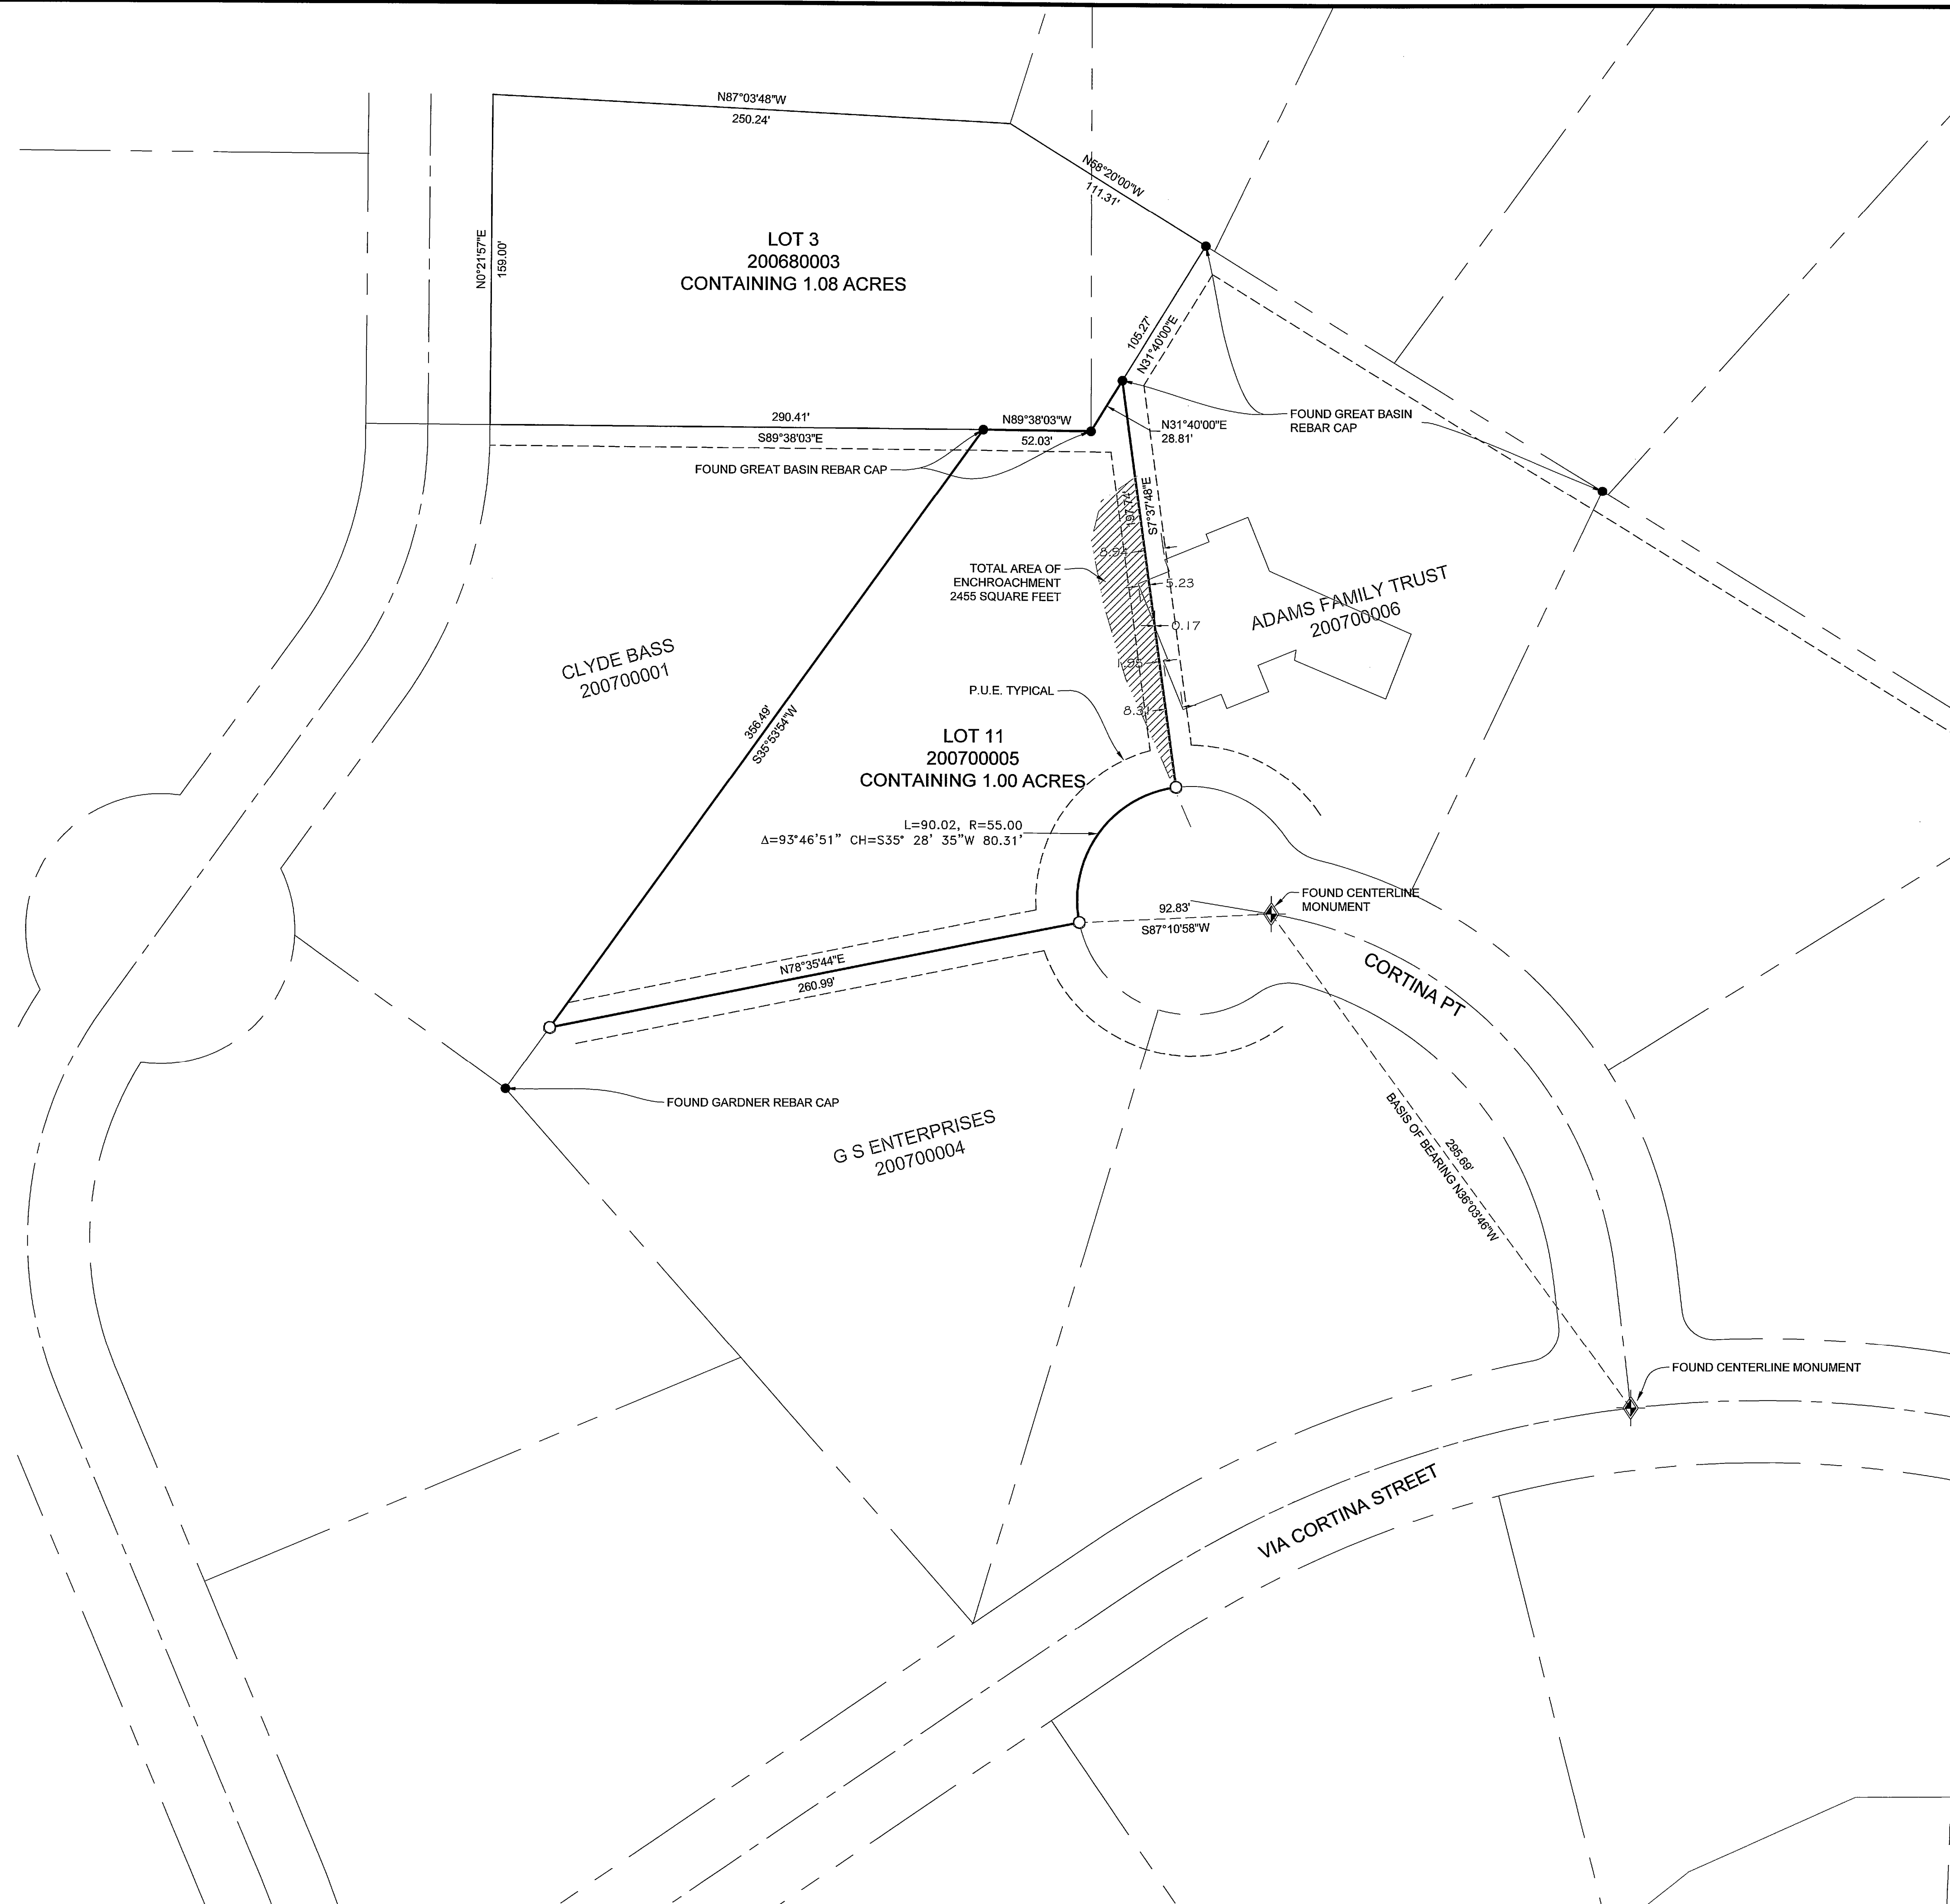 N87°03'48"W
250.24'
N58°20'00"W
111.31'
N0°21'57"E
159.00'
LOT 3
200680003
CONTAINING 1.08 ACRES
105.27'
N31°40'00"E
290.41'
S89°38'03"E
N89°38'03"W
52.03'
N31°40'00"E
28.81'
FOUND GREAT BASIN
REBAR CAP
FOUND GREAT BASIN REBAR CAP
S7°37'48"E
TOTAL AREA OF
ENCHROACHMENT
2455 SQUARE FEET
5.23
0.17
1.95
ADAMS FAMILY TRUST
200700006
CLYDE BASS
200700001
P.U.E. TYPICAL
356.49'
S35°53'54"W
LOT 11
200700005
CONTAINING 1.00 ACRES
L=90.02, R=55.00
Δ=93°46'51" CH=S35° 28' 35"W 80.31'
FOUND CENTERLINE
MONUMENT
92.83'
S87°10'58"W
N78°35'44"E
260.99'
CORTINA PT
FOUND GARDNER REBAR CAP
G S ENTERPRISES
200700004
295.69'
BASIS OF BEARING N36°03'46"W
FOUND CENTERLINE MONUMENT
VIA CORTINA STREET